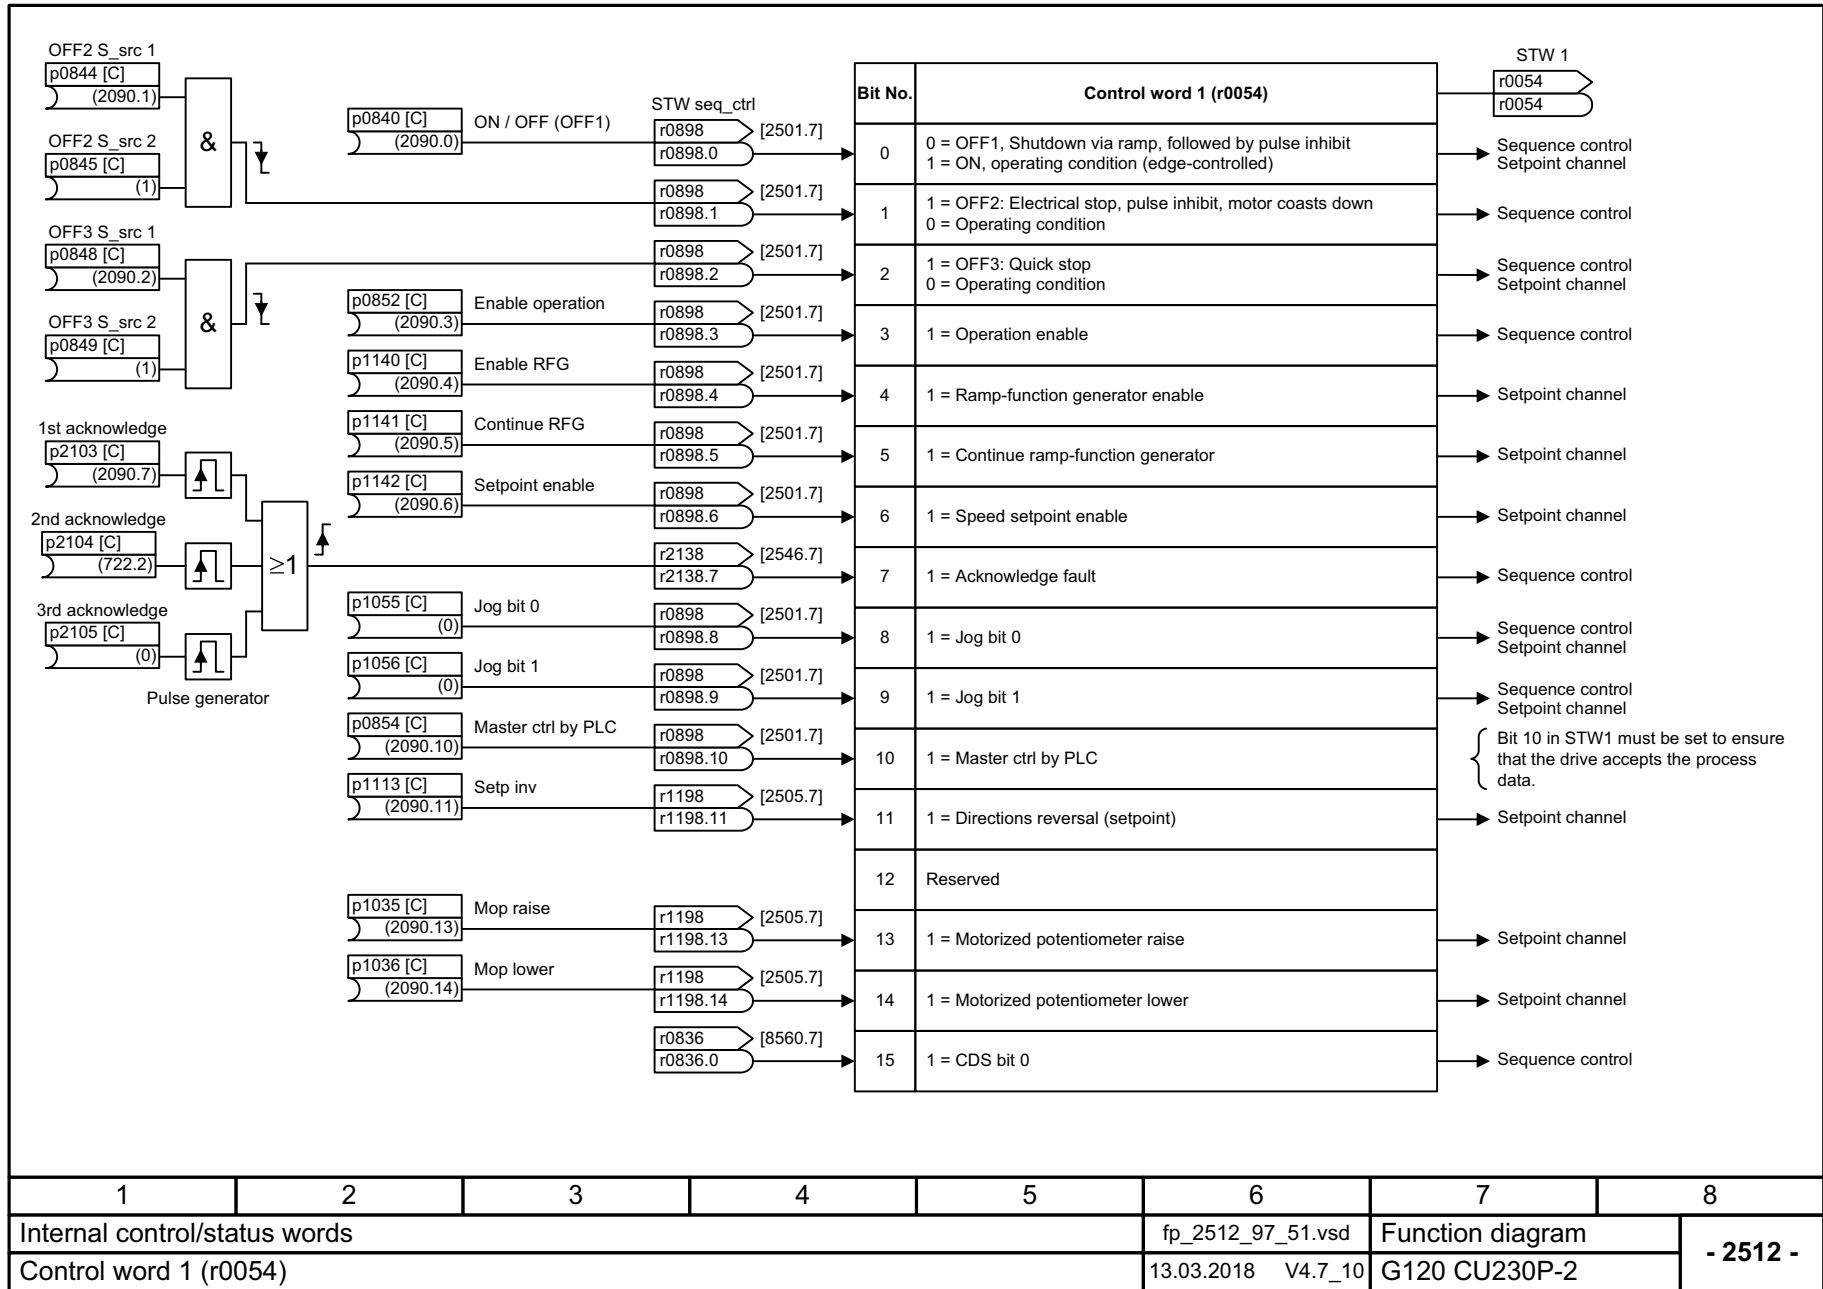 OFF2 S_src 1
p0844 [C]
(2090.1)
OFF2 S_src 2
p0845 [C]
(1)
&
OFF3 S_src 1
p0848 [C]
(2090.2)
OFF3 S_src 2
p0849 [C]
(1)
&
1st acknowledge
p2103 [C]
(2090.7)
2nd acknowledge
p2104 [C]
(722.2)
3rd acknowledge
p2105 [C]
(0)
≥1
Pulse generator
p0840 [C]
(2090.0)
ON / OFF (OFF1)
p0852 [C]
(2090.3)
Enable operation
p1140 [C]
(2090.4)
Enable RFG
p1141 [C]
(2090.5)
Continue RFG
p1142 [C]
(2090.6)
Setpoint enable
p1055 [C]
(0)
Jog bit 0
p1056 [C]
(0)
Jog bit 1
p0854 [C]
(2090.10)
Master ctrl by PLC
p1113 [C]
(2090.11)
Setp inv
p1035 [C]
(2090.13)
Mop raise
p1036 [C]
(2090.14)
Mop lower
STW seq_ctrl
r0898 [2501.7]
r0898.0
r0898 [2501.7]
r0898.1
r0898 [2501.7]
r0898.2
r0898 [2501.7]
r0898.3
r0898 [2501.7]
r0898.4
r0898 [2501.7]
r0898.5
r0898 [2501.7]
r0898.6
r2138 [2546.7]
r2138.7
r0898 [2501.7]
r0898.8
r0898 [2501.7]
r0898.9
r0898 [2501.7]
r0898.10
r1198 [2505.7]
r1198.11
r1198 [2505.7]
r1198.13
r1198 [2505.7]
r1198.14
r0836 [8560.7]
r0836.0
Bit No. Control word 1 (r0054)
0 0 = OFF1, Shutdown via ramp, followed by pulse inhibit
1 = ON, operating condition (edge-controlled)
1 1 = OFF2: Electrical stop, pulse inhibit, motor coasts down
0 = Operating condition
2 1 = OFF3: Quick stop
0 = Operating condition
3 1 = Operation enable
4 1 = Ramp-function generator enable
5 1 = Continue ramp-function generator
6 1 = Speed setpoint enable
7 1 = Acknowledge fault
8 1 = Jog bit 0
9 1 = Jog bit 1
10 1 = Master ctrl by PLC
11 1 = Directions reversal (setpoint)
12 Reserved
13 1 = Motorized potentiometer raise
14 1 = Motorized potentiometer lower
15 1 = CDS bit 0
STW 1
r0054
r0054
Sequence control
Setpoint channel
Sequence control
Sequence control
Setpoint channel
Sequence control
Setpoint channel
Setpoint channel
Setpoint channel
Sequence control
Sequence control
Setpoint channel
Sequence control
Setpoint channel
Bit 10 in STW1 must be set to ensure
that the drive accepts the process
data.
Setpoint channel
Setpoint channel
Setpoint channel
Sequence control
1 2 3 4 5 6 7 8
Internal control/status words fp_2512_97_51.vsd Function diagram
- 2512 -
Control word 1 (r0054) 13.03.2018 V4.7_10 G120 CU230P-2